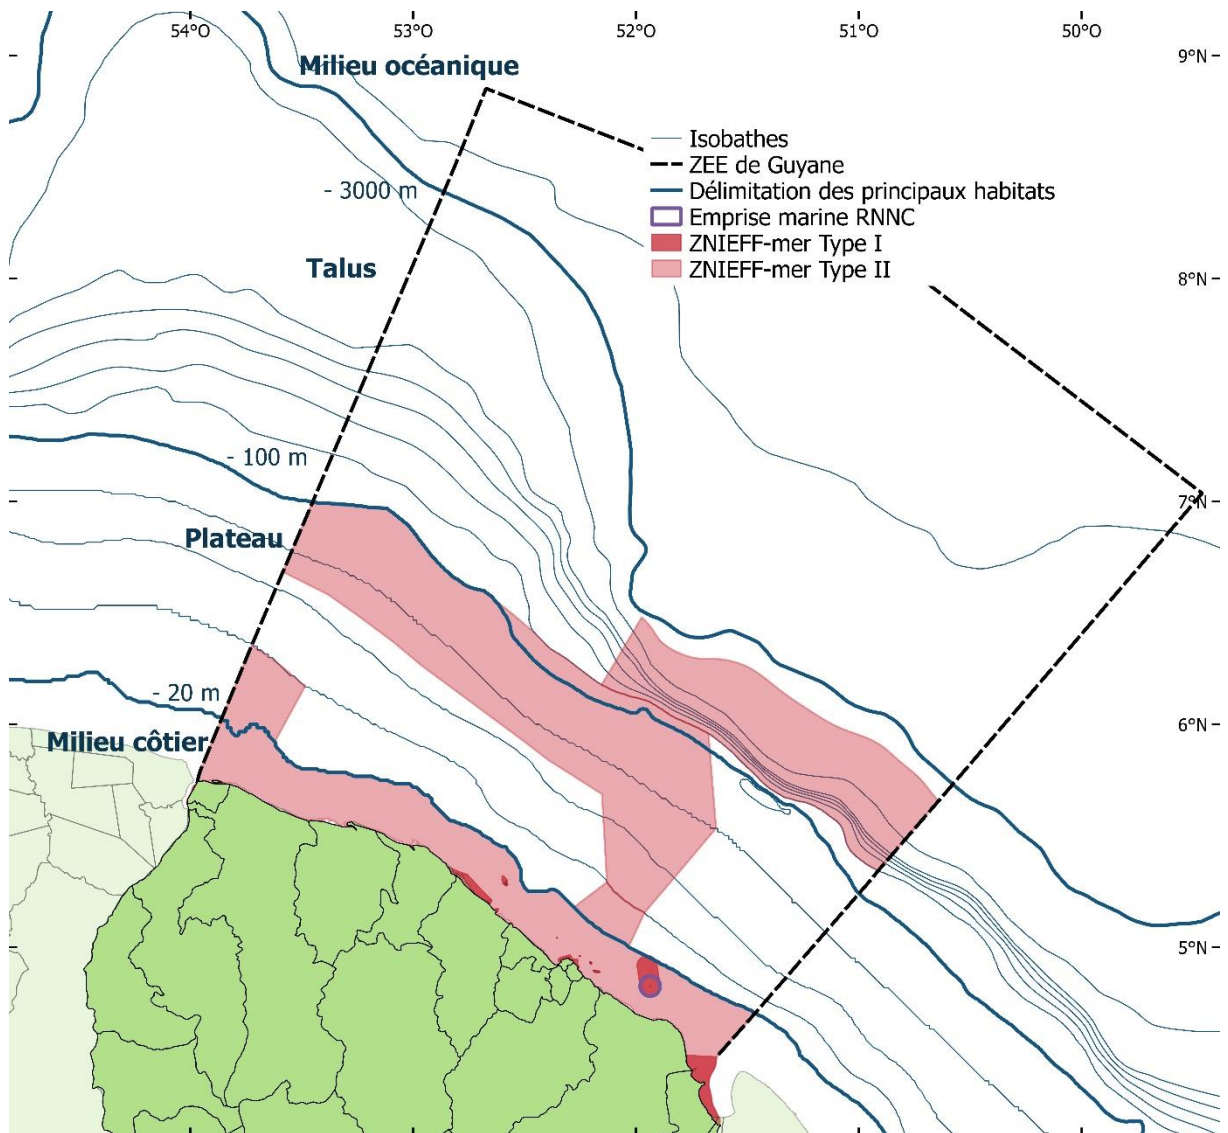 54°O 53°O 52°O 51°O 50°O
9°N
Milieu océanique
Isobathes
ZEE de Guyane
- 3000 m
Délimitation des principaux habitats
Emprise marine RNNC
ZNIEFF-mer Type I
Talus
ZNIEFF-mer Type II
8°N
- 100 m
7°N
Plateau
- 20 m
Milieu côtier
6°N
5°N